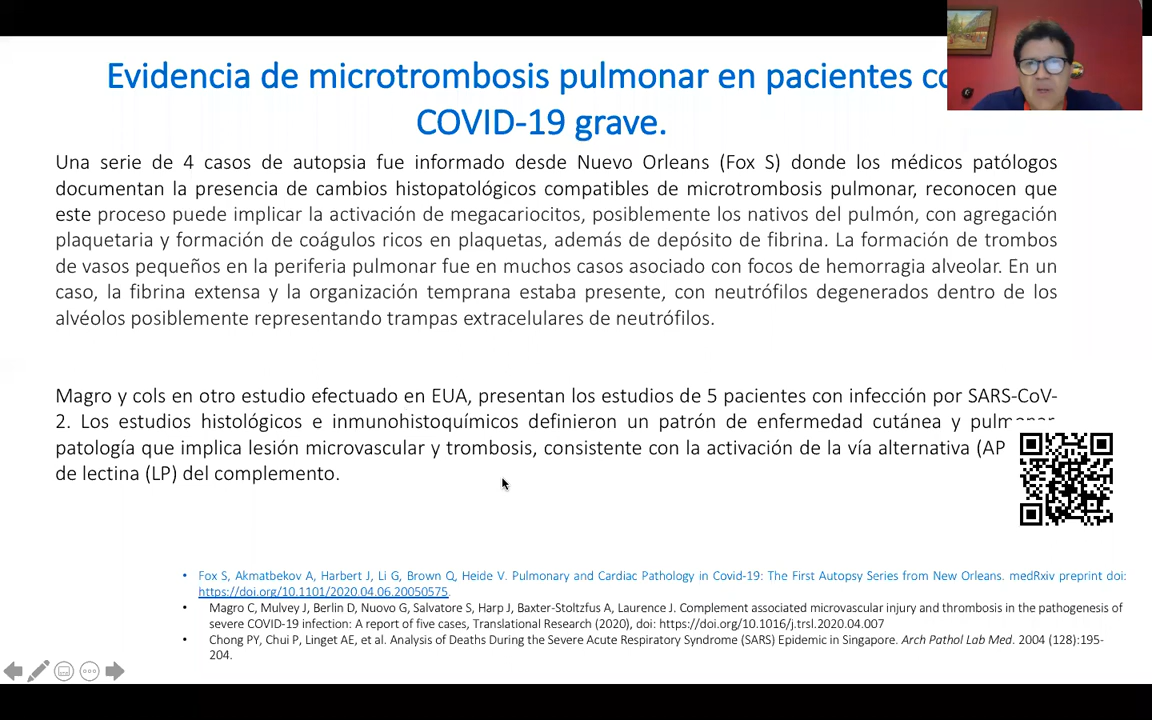 Evidencia de microtrombosis pulmonar en pacientes co
COVID-19 grave.
Una serie de 4 casos de autopsia fue informado desde Nuevo Orleans (Fox S) donde los médicos patólogos
documentan la presencia de cambios histopatológicos compatibles de microtrombosis pulmonar, reconocen que
este proceso puede implicar la activación de megacariocitos, posiblemente los nativos del pulmón, con agregación
plaquetaria y formación de coágulos ricos en plaquetas, además de depósito de fibrina. La formación de trombos
de vasos pequeños en la periferia pulmonar fue en muchos casos asociado con focos de hemorragia alveolar. En un
caso, la fibrina extensa y la organización temprana estaba presente, con neutrófilos degenerados dentro de los
alvéolos posiblemente representando trampas extracelulares de neutrófilos.
Magro y cols en otro estudio efectuado en EUA, presentan los estudios de 5 pacientes con infección por SARS-CoV-
2. Los estudios histológicos e inmunohistoquímicos definieron un patrón de enfermedad cutánea y pulmonar
patología que implica lesión microvascular y trombosis, consistente con la activación de la vía alternativa (AP
de lectina (LP) del complemento.
• Fox S, Akmatbekov A, Harbert J, Li G, Brown Q, Heide V. Pulmonary and Cardiac Pathology in Covid-19: The First Autopsy Series from New Orleans. medRxiv preprint doi:
https://doi.org/10.1101/2020.04.06.20050575.
• Magro C, Mulvey J, Berlin D, Nuovo G, Salvatore S, Harp J, Baxter-Stoltzfus A, Laurence J. Complement associated microvascular injury and thrombosis in the pathogenesis of
severe COVID-19 infection: A report of five cases, Translational Research (2020), doi: https://doi.org/10.1016/j.trsl.2020.04.007
• Chong PY, Chui P, Linget AE, et al. Analysis of Deaths During the Severe Acute Respiratory Syndrome (SARS) Epidemic in Singapore. Arch Pathol Lab Med. 2004 (128):195-
204.